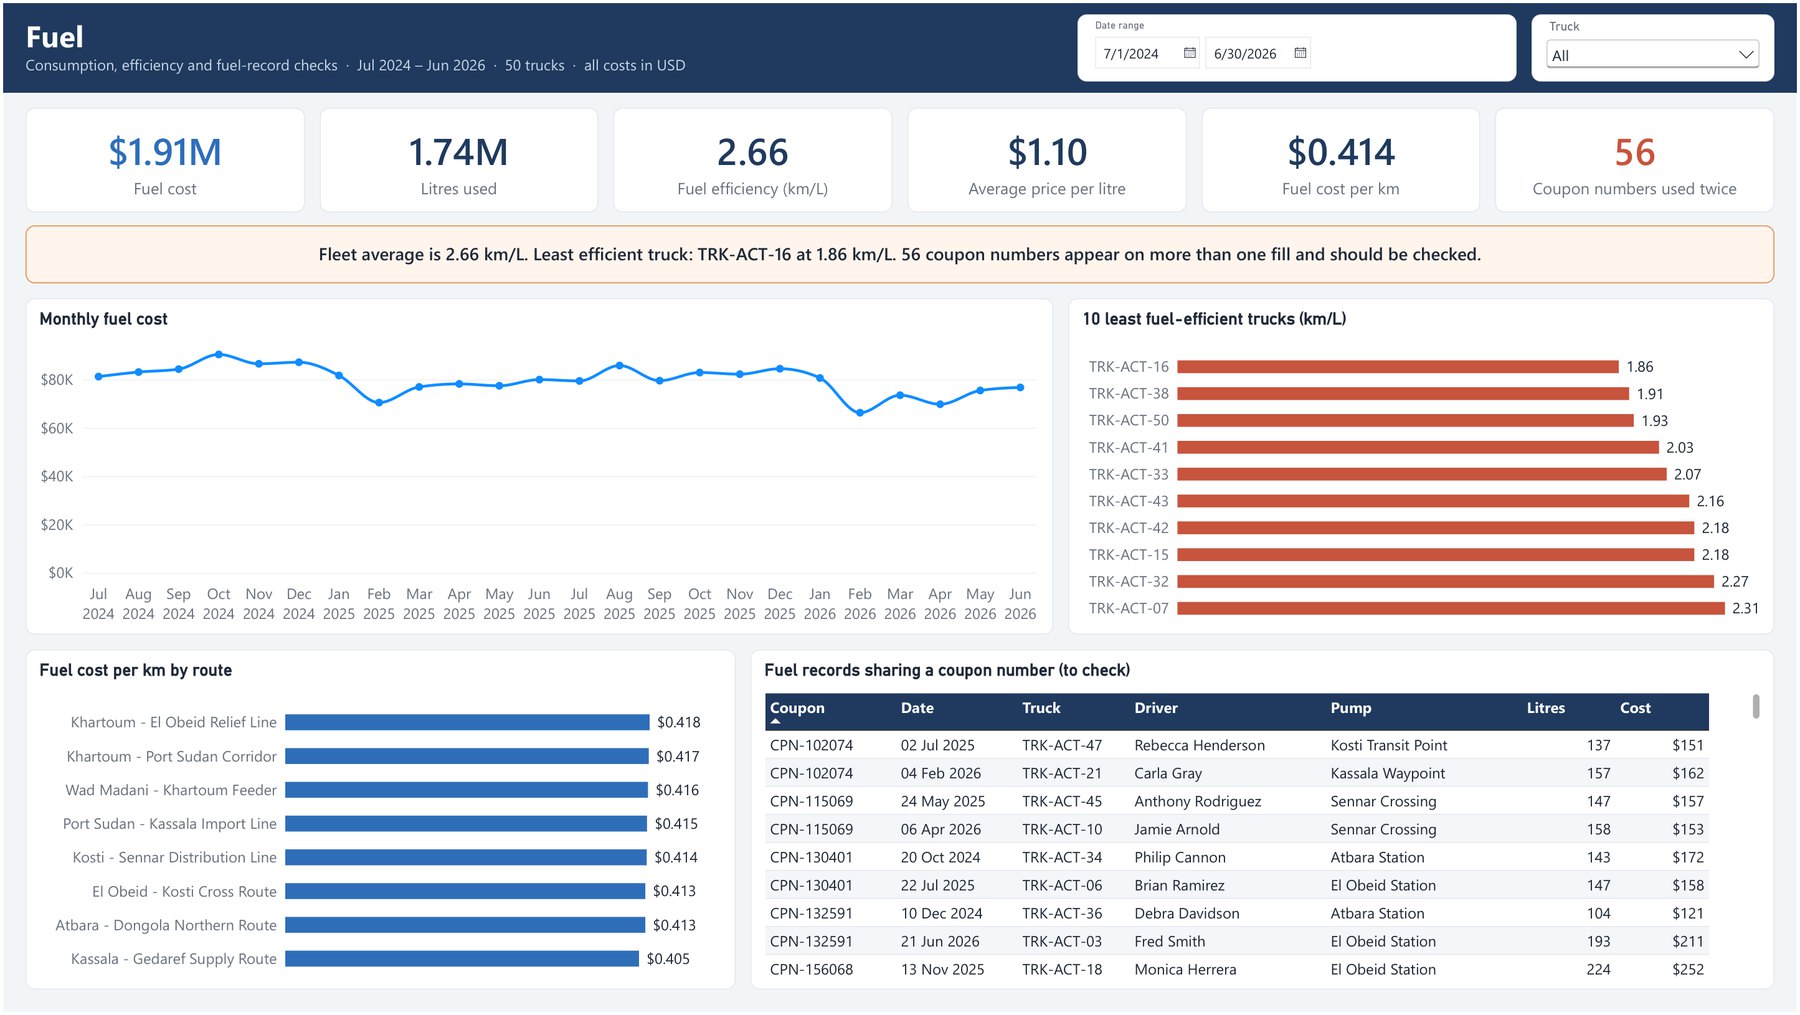 Fuel
Consumption, efficiency and fuel-record checks · Jul 2024 – Jun 2026 · 50 trucks · all costs in USD
Date range
7/1/2024 6/30/2026
Truck
All
$1.91M
Fuel cost
1.74M
Litres used
2.66
Fuel efficiency (km/L)
$1.10
Average price per litre
$0.414
Fuel cost per km
56
Coupon numbers used twice
Fleet average is 2.66 km/L. Least efficient truck: TRK-ACT-16 at 1.86 km/L. 56 coupon numbers appear on more than one fill and should be checked.
Monthly fuel cost
$80K
$60K
$40K
$20K
$0K
Jul Aug Sep Oct Nov Dec Jan Feb Mar Apr May Jun Jul Aug Sep Oct Nov Dec Jan Feb Mar Apr May Jun
2024 2024 2024 2024 2024 2024 2025 2025 2025 2025 2025 2025 2025 2025 2025 2025 2025 2025 2026 2026 2026 2026 2026 2026
10 least fuel-efficient trucks (km/L)
TRK-ACT-16 1.86
TRK-ACT-38 1.91
TRK-ACT-50 1.93
TRK-ACT-41 2.03
TRK-ACT-33 2.07
TRK-ACT-43 2.16
TRK-ACT-42 2.18
TRK-ACT-15 2.18
TRK-ACT-32 2.27
TRK-ACT-07 2.31
Fuel cost per km by route
Khartoum - El Obeid Relief Line $0.418
Khartoum - Port Sudan Corridor $0.417
Wad Madani - Khartoum Feeder $0.416
Port Sudan - Kassala Import Line $0.415
Kosti - Sennar Distribution Line $0.414
El Obeid - Kosti Cross Route $0.413
Atbara - Dongola Northern Route $0.413
Kassala - Gedaref Supply Route $0.405
Fuel records sharing a coupon number (to check)
Coupon Date Truck Driver Pump Litres Cost
CPN-102074 02 Jul 2025 TRK-ACT-47 Rebecca Henderson Kosti Transit Point 137 $151
CPN-102074 04 Feb 2026 TRK-ACT-21 Carla Gray Kassala Waypoint 157 $162
CPN-115069 24 May 2025 TRK-ACT-45 Anthony Rodriguez Sennar Crossing 147 $157
CPN-115069 06 Apr 2026 TRK-ACT-10 Jamie Arnold Sennar Crossing 158 $153
CPN-130401 20 Oct 2024 TRK-ACT-34 Philip Cannon Atbara Station 143 $172
CPN-130401 22 Jul 2025 TRK-ACT-06 Brian Ramirez El Obeid Station 147 $158
CPN-132591 10 Dec 2024 TRK-ACT-36 Debra Davidson Atbara Station 104 $121
CPN-132591 21 Jun 2026 TRK-ACT-03 Fred Smith El Obeid Station 193 $211
CPN-156068 13 Nov 2025 TRK-ACT-18 Monica Herrera El Obeid Station 224 $252